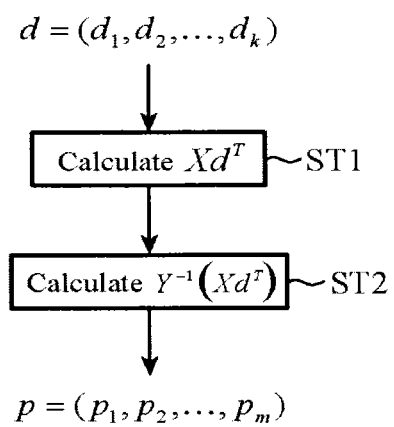 d = (d₁, d₂, ..., dₖ)
Calculate Xdᵀ ST1
Calculate Y⁻¹(Xdᵀ) ST2
p = (p₁, p₂, ..., pₘ)